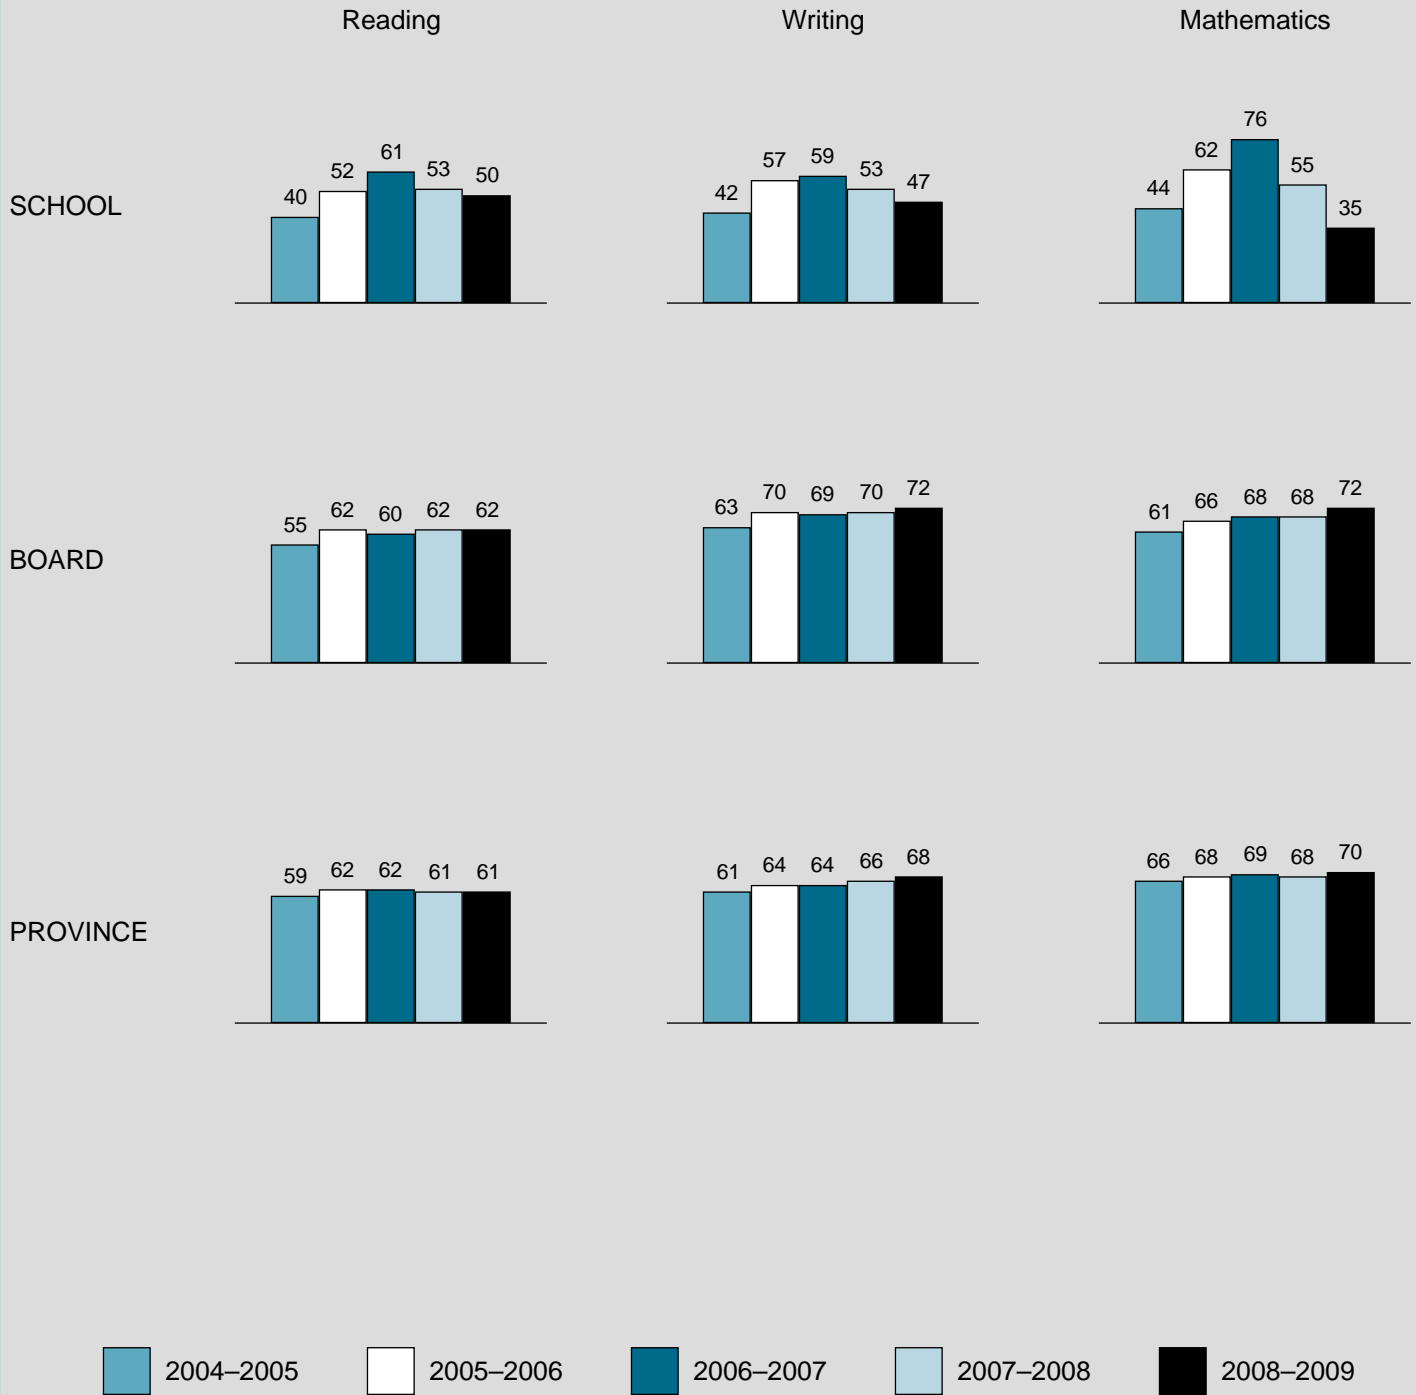 Reading Writing Mathematics
SCHOOL
40 52 61 53 50
42 57 59 53 47
44 62 76 55 35
BOARD
55 62 60 62 62
63 70 69 70 72
61 66 68 68 72
PROVINCE
59 62 62 61 61
61 64 64 66 68
66 68 69 68 70
2004–2005 2005–2006 2006–2007 2007–2008 2008–2009